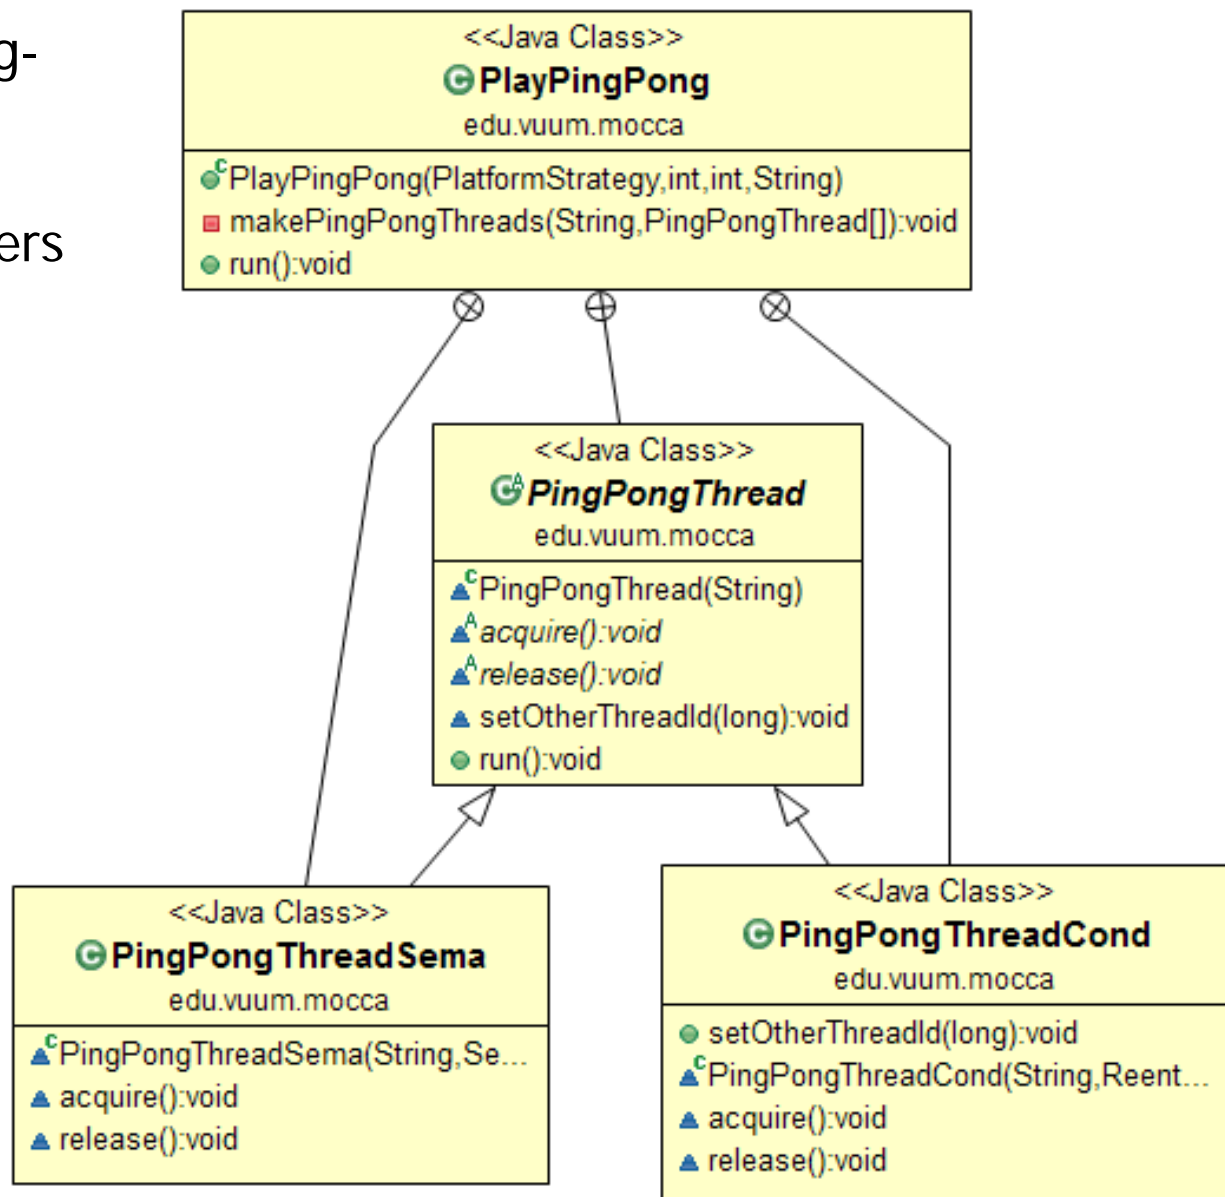 g-
ers
<<Java Class>>
PlayPingPong
edu.vuum.mocca
PlayPingPong(PlatformStrategy,int,int,String)
makePingPongThreads(String,PingPongThread[]):void
run():void
<<Java Class>>
PingPongThread
edu.vuum.mocca
PingPongThread(String)
acquire():void
release():void
setOtherThreadId(long):void
run():void
<<Java Class>>
PingPongThreadSema
edu.vuum.mocca
PingPongThreadSema(String,Se...
acquire():void
release():void
<<Java Class>>
PingPongThreadCond
edu.vuum.mocca
setOtherThreadId(long):void
PingPongThreadCond(String,Reent...
acquire():void
release():void